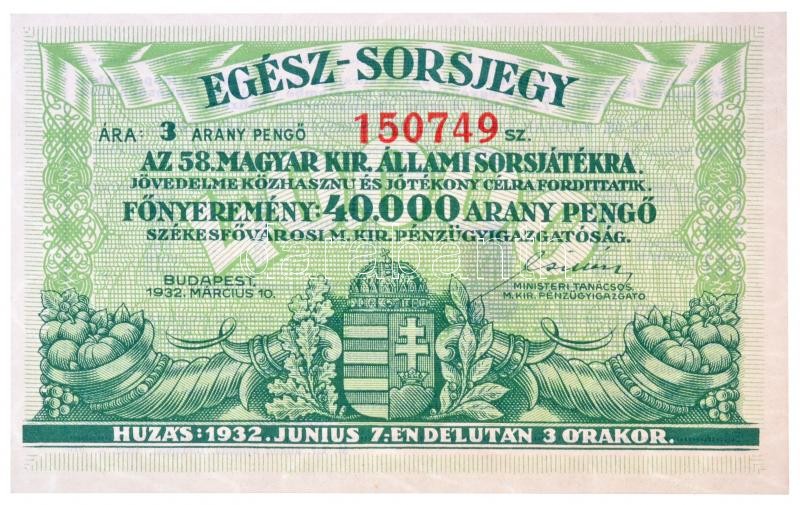 EGÉSZ-SORSJEGY
ÁRA: 3 ARANY PENGŐ 150749 SZ.
AZ 58. MAGYAR KIR. ÁLLAMI SORSJÁTÉKRA.
JÖVEDELME KÖZHASZNU ÉS JÓTÉKONY CÉLRA FORDITTATIK.
FŐNYEREMÉNY: 40.000 ARANY PENGŐ
SZÉKESFŐVÁROSI M. KIR. PÉNZÜGYIGAZGATÓSÁG.
BUDAPEST,
1932. MÁRCIUS 10.
MINISTERI TANÁCSOS,
M. KIR. PÉNZÜGYIGAZGATÓ
HUZÁS: 1932. JUNIUS 7.-ÉN DÉLUTÁN 3 ÓRAKOR.